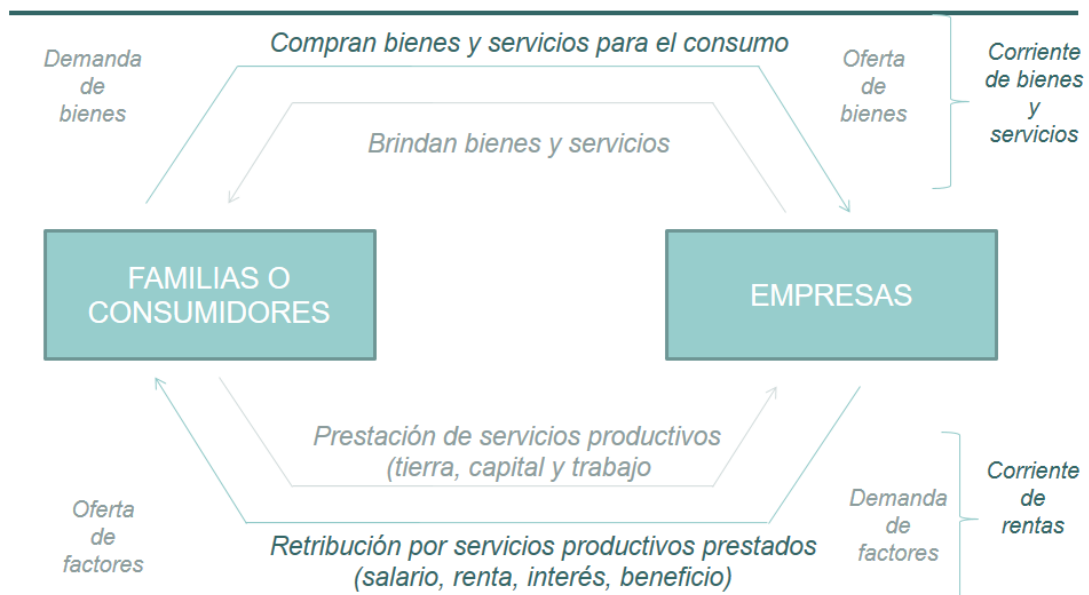 Compran bienes y servicios para el consumo
Demanda
de
bienes
Oferta
de
bienes
Corriente
de bienes
y
servicios
Brindan bienes y servicios
FAMILIAS O
CONSUMIDORES
EMPRESAS
Prestación de servicios productivos
(tierra, capital y trabajo
Oferta
de
factores
Demanda
de
factores
Corriente
de
rentas
Retribución por servicios productivos prestados
(salario, renta, interés, beneficio)